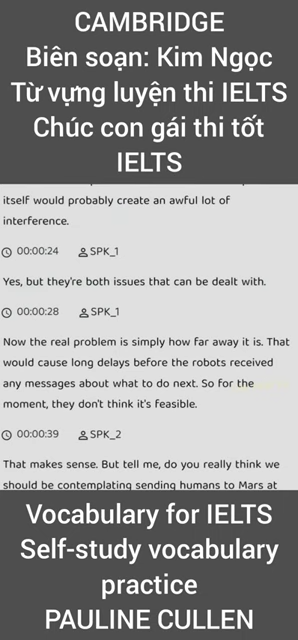 CAMBRIDGE
Biên soạn: Kim Ngọc
Từ vựng luyện thi IELTS
Chúc con gái thi tốt
IELTS
itself would probably create an awful lot of
interference.
00:00:24 SPK_1
Yes, but they're both issues that can be dealt with.
00:00:28 SPK_1
Now the real problem is simply how far away it is. That
would cause long delays before the robots received
any messages about what to do next. So for the
moment, they don't think it's feasible.
00:00:39 SPK_2
That makes sense. But tell me, do you really think we
should be contemplating sending humans to Mars at
Vocabulary for IELTS
Self-study vocabulary
practice
PAULINE CULLEN